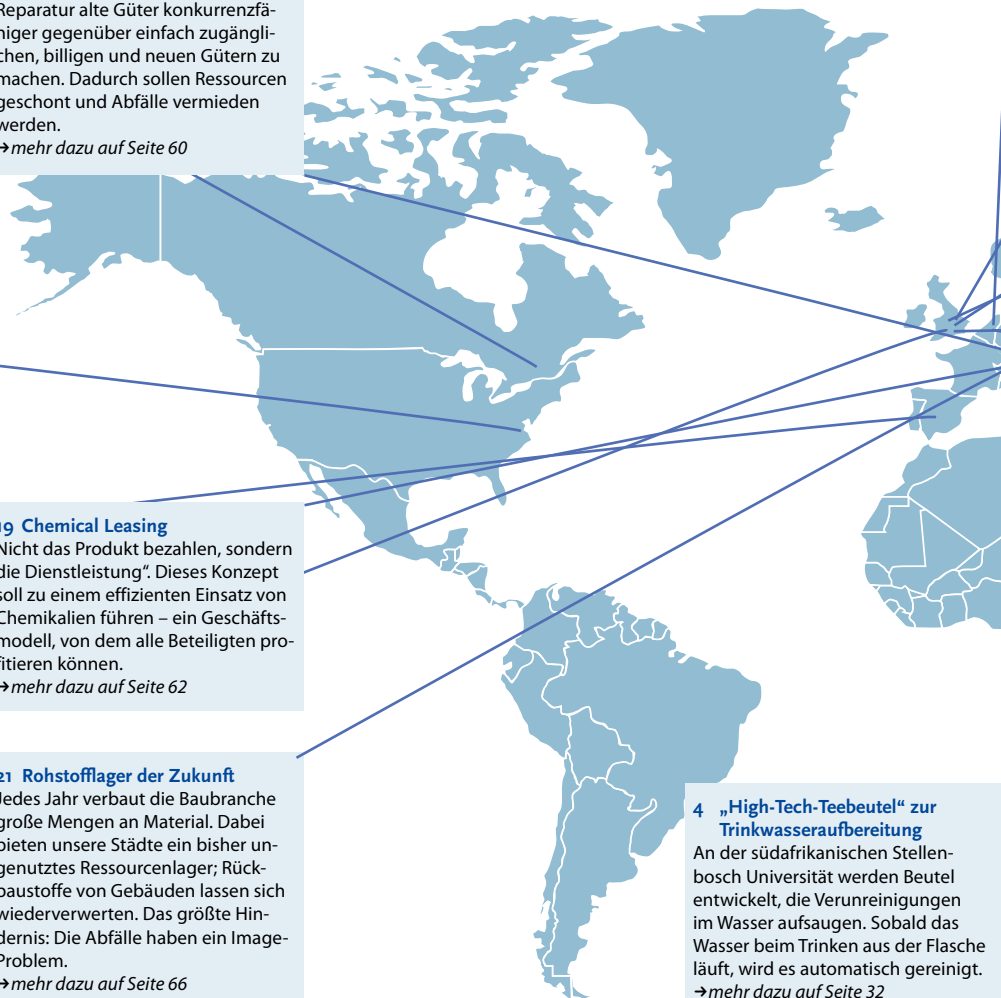 Reparatur alte Güter konkurrenzfä-
higer gegenüber einfach zugängli-
chen, billigen und neuen Gütern zu
machen. Dadurch sollen Ressourcen
geschont und Abfälle vermieden
werden.
→mehr dazu auf Seite 60
19 Chemical Leasing
Nicht das Produkt bezahlen, sondern
die Dienstleistung“. Dieses Konzept
soll zu einem effizienten Einsatz von
Chemikalien führen – ein Geschäfts-
modell, von dem alle Beteiligten pro-
fitieren können.
→mehr dazu auf Seite 62
21 Rohstofflager der Zukunft
Jedes Jahr verbaut die Baubranche
große Mengen an Material. Dabei
bieten unsere Städte ein bisher un-
genutztes Ressourcenlager; Rück-
baustoffe von Gebäuden lassen sich
wiederverwerten. Das größte Hin-
dernis: Die Abfälle haben ein Image-
Problem.
→mehr dazu auf Seite 66
4 „High-Tech-Teebeutel“ zur
Trinkwasseraufbereitung
An der südafrikanischen Stellen-
bosch Universität werden Beutel
entwickelt, die Verunreinigungen
im Wasser aufsaugen. Sobald das
Wasser beim Trinken aus der Flasche
läuft, wird es automatisch gereinigt.
→mehr dazu auf Seite 32